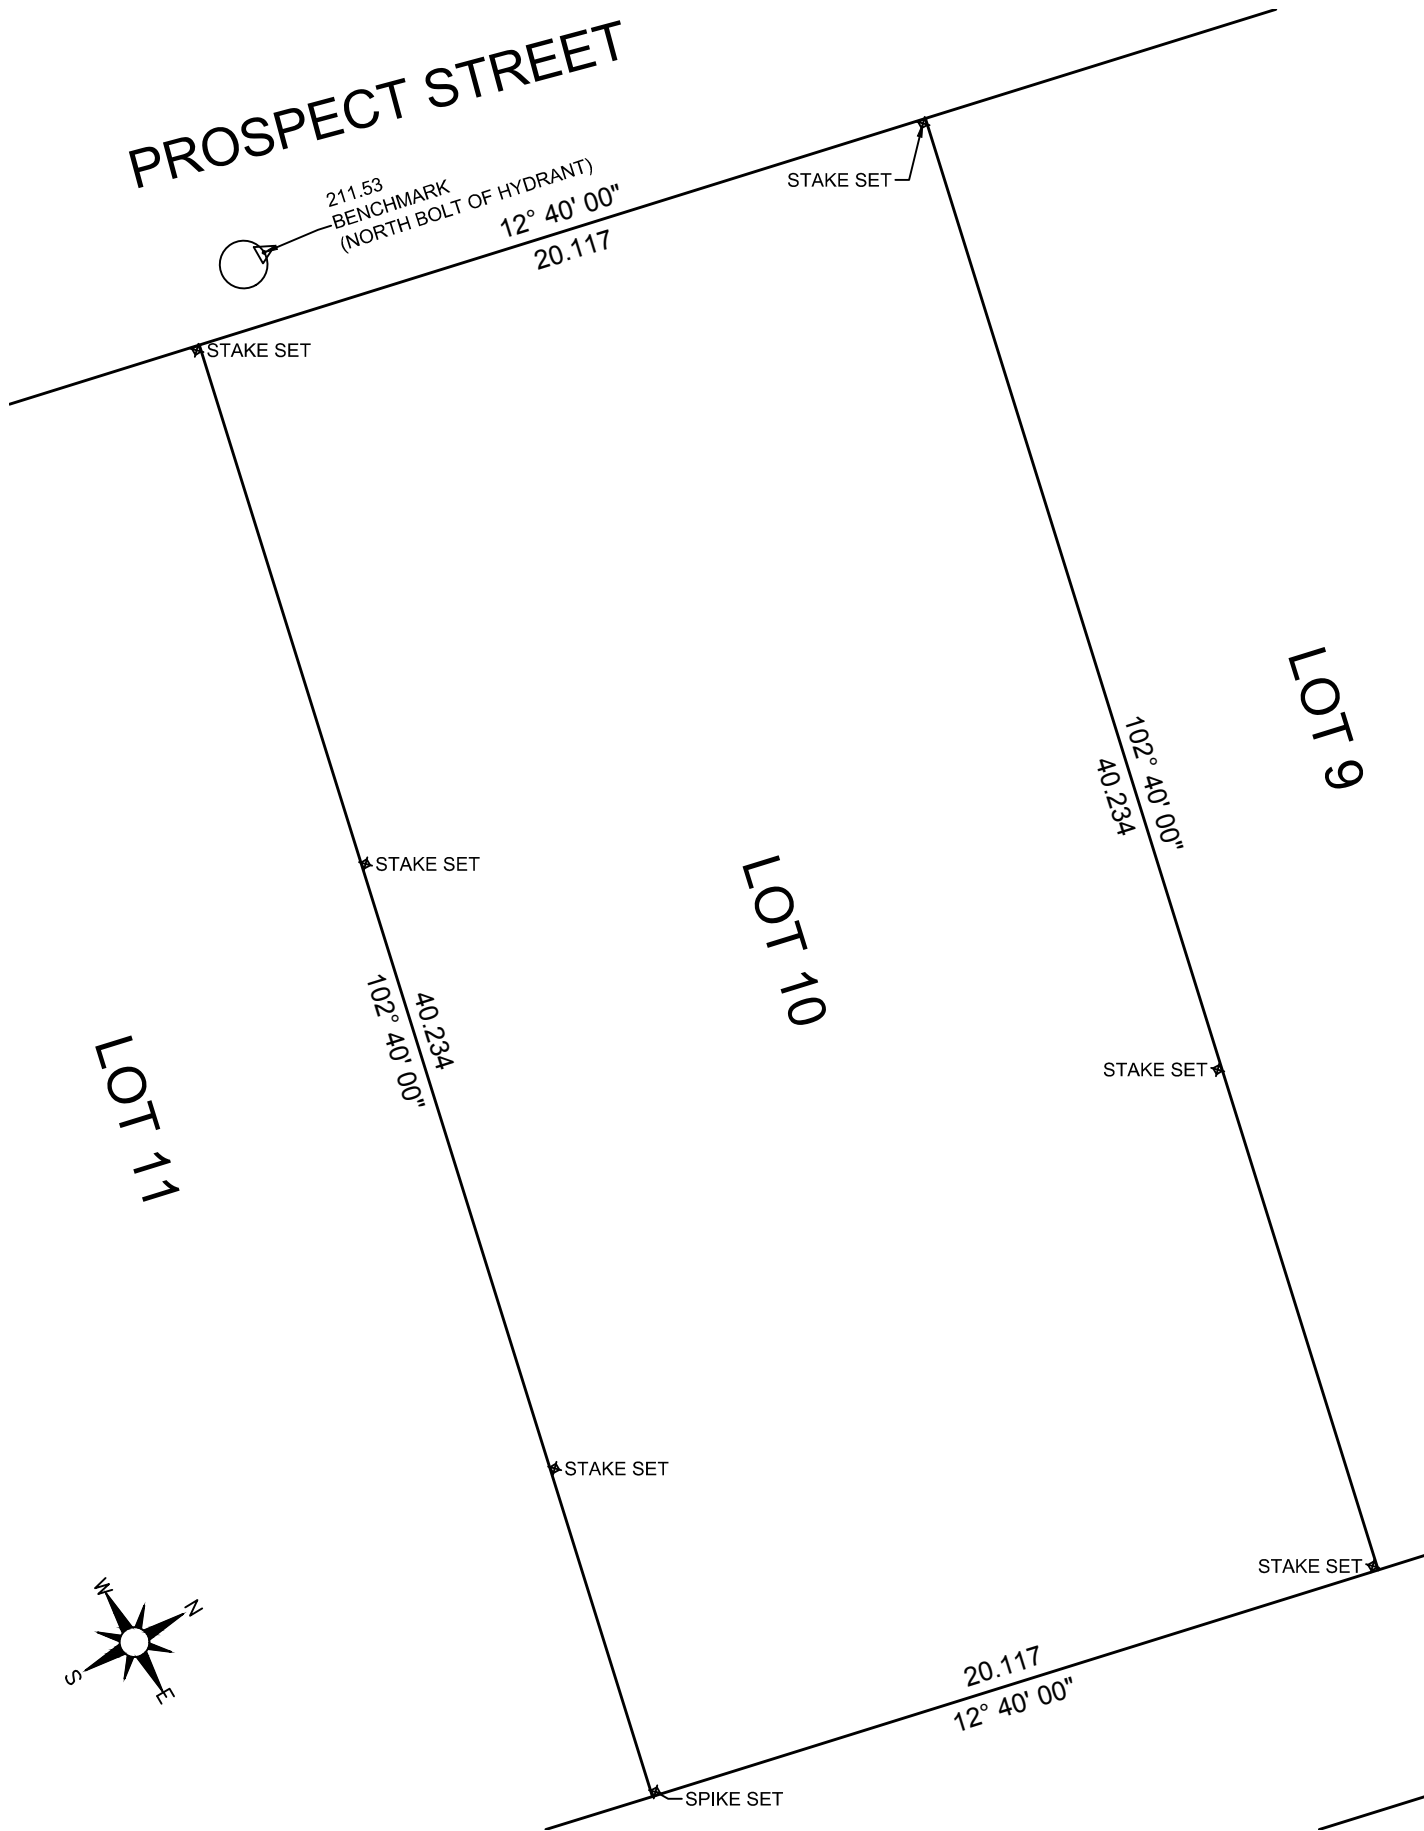 PROSPECT STREET
211.53
BENCHMARK
(NORTH BOLT OF HYDRANT)
12° 40' 00"
20.117
STAKE SET
STAKE SET
LOT 9
102° 40' 00"
40.234
STAKE SET
LOT 10
40.234
102° 40' 00"
LOT 11
STAKE SET
STAKE SET
STAKE SET
W
N
S
E
20.117
12° 40' 00"
SPIKE SET